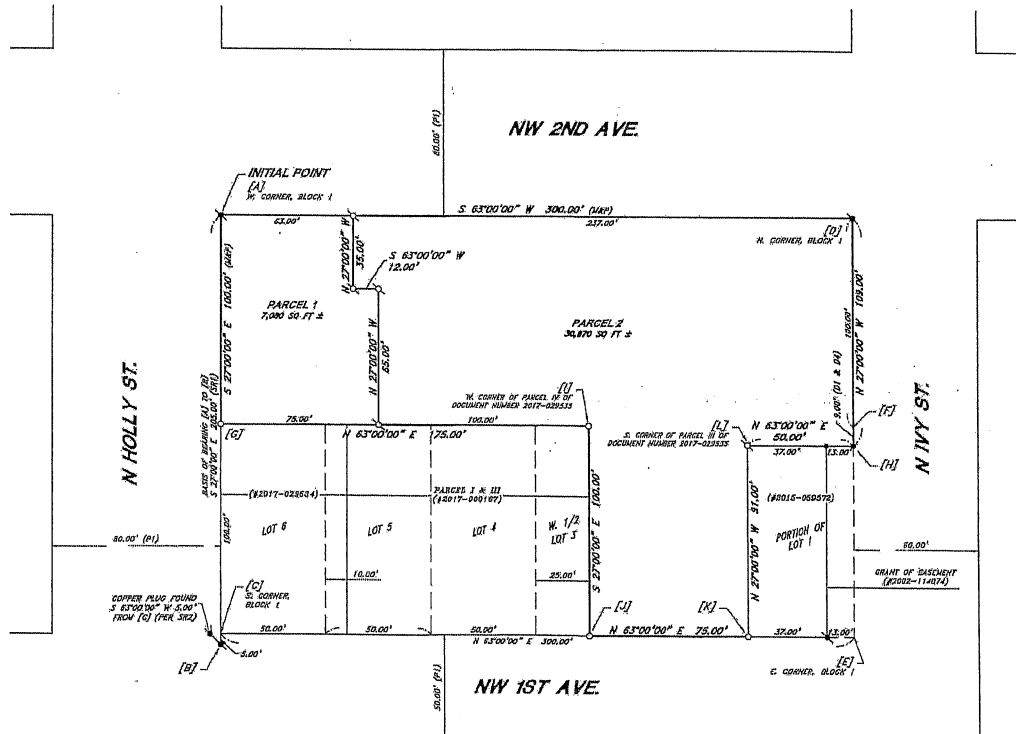 NW 2ND AVE.
80.00' (P1)
INITIAL POINT
[A]
W. CORNER, BLOCK 1
S 63°00'00" W 300.00' (M&P)
63.00'
237.00'
[D]
N. CORNER, BLOCK 1
N 27°00'00" W
35.00'
S 63°00'00" W
12.00'
S 27°00'00" E 100.00' (M&P)
PARCEL 1
7,080 SQ FT ±
N 27°00'00" W
65.00'
PARCEL 2
30,870 SQ FT ±
100.00'
N 27°00'00" W 109.00'
9.00' (D1 & D4)
N HOLLY ST.
N IVY ST.
BASIS OF BEARING [A] TO [B]
S 27°00'00" E 205.00' (SR1)
[G]
75.00'
100.00'
N 63°00'00" E 175.00'
[I]
W. CORNER OF PARCEL IV OF
DOCUMENT NUMBER 2017-029535
[L]
S. CORNER OF PARCEL III OF
DOCUMENT NUMBER 2017-029535
N 63°00'00" E
50.00'
37.00'
13.00'
[F]
[H]
(#2017-029534)
PARCEL I & III
(#2017-000167)
LOT 6
LOT 5
LOT 4
W. 1/2
LOT 3
100.00'
10.00'
25.00'
S 27°00'00" E 100.00'
N 27°00'00" W 91.00'
PORTION OF
LOT 1
80.00' (P1)
60.00'
GRANT OF EASEMENT
(#2002-114074)
COPPER PLUG FOUND
S 63°00'00" W 5.00'
FROM [C] (PER SR2)
[C]
S. CORNER,
BLOCK 1
50.00'
50.00'
50.00'
N 63°00'00" E 300.00'
[J]
N 63°00'00" E 75.00'
[K]
37.00'
13.00'
[E]
E. CORNER, BLOCK 1
[B]
5.00'
NW 1ST AVE.
50.00' (P1)